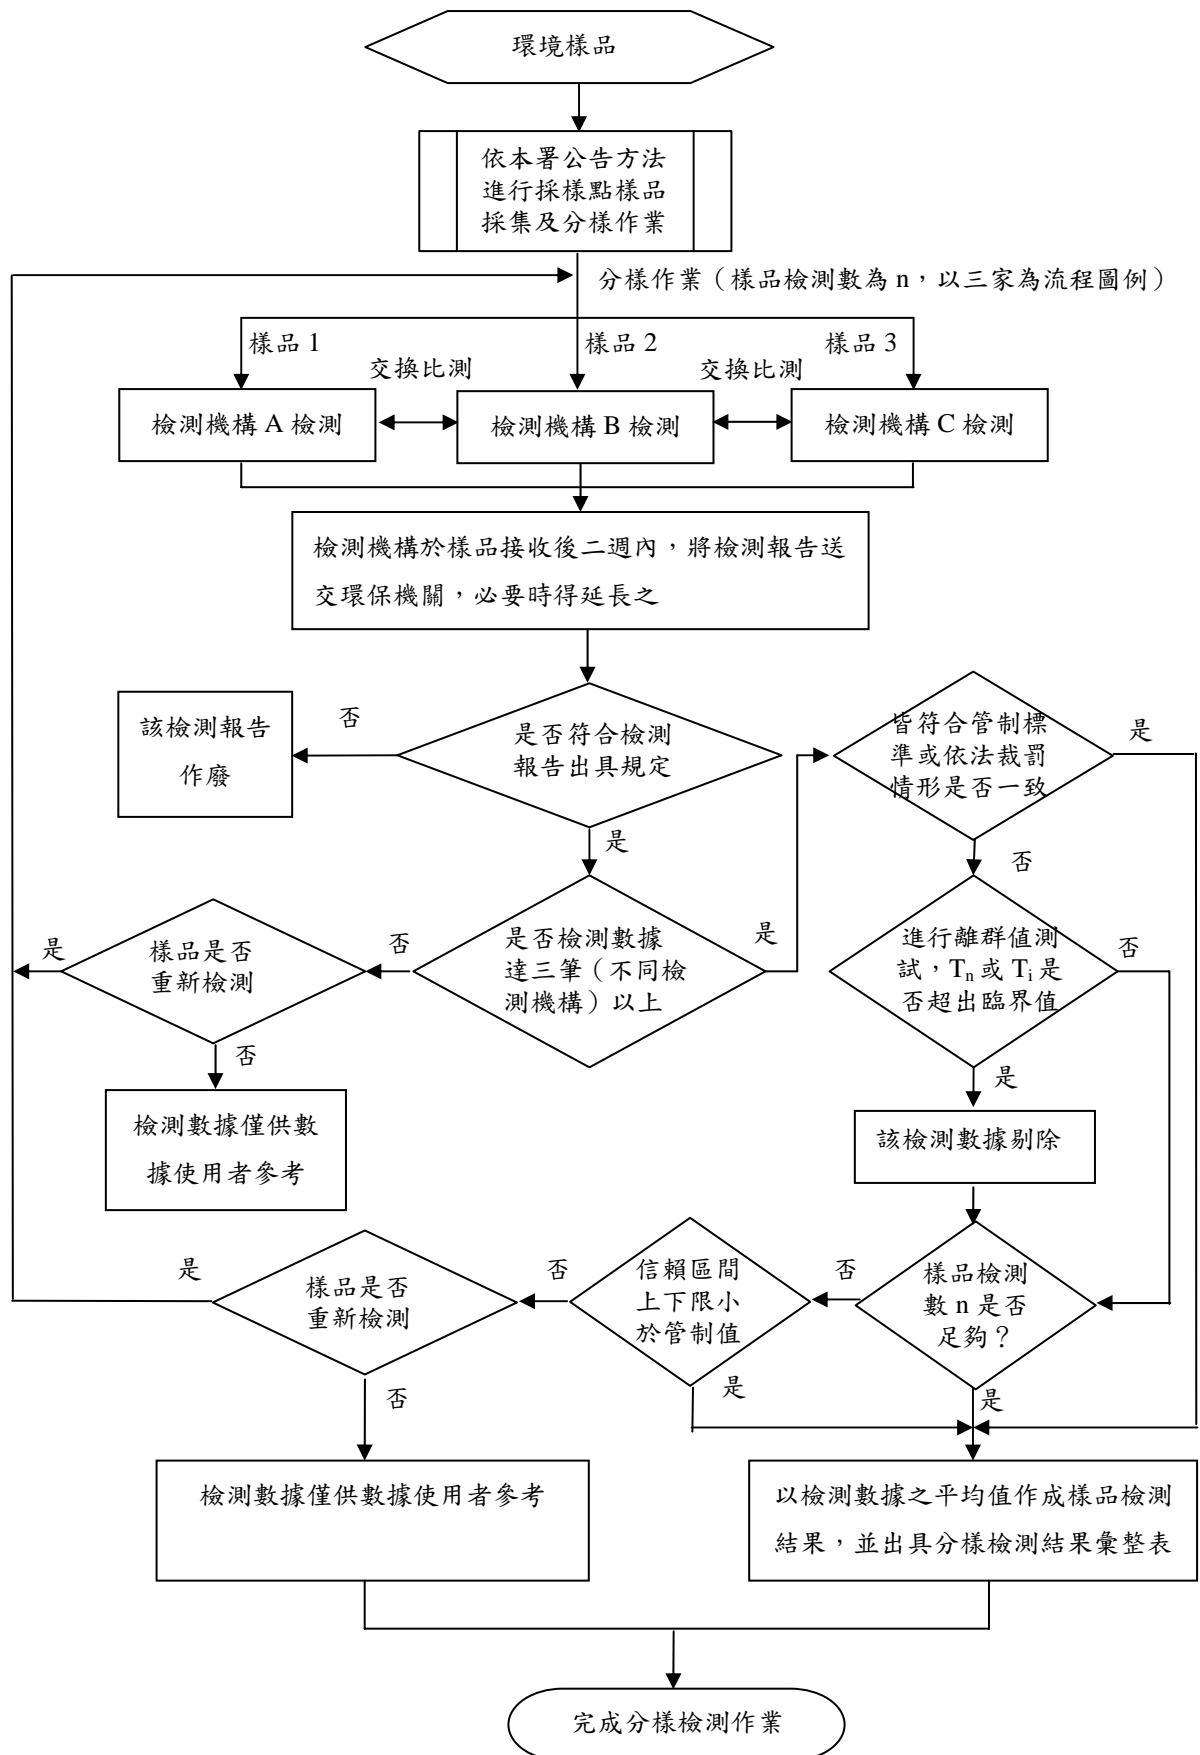 環境樣品
依本署公告方法
進行採樣點樣品
採集及分樣作業
分樣作業（樣品檢測數為 n，以三家為流程圖例）
樣品 1
樣品 2
樣品 3
交換比測
交換比測
檢測機構 A 檢測
檢測機構 B 檢測
檢測機構 C 檢測
檢測機構於樣品接收後二週內，將檢測報告送
交環保機關，必要時得延長之
該檢測報告
作廢
否
是否符合檢測
報告出具規定
是
皆符合管制標
準或依法裁罰
情形是否一致
是
否
是
樣品是否
重新檢測
否
是否檢測數據
達三筆（不同檢
測機構）以上
是
進行離群值測
試，Tn 或 Ti 是
否超出臨界值
否
否
是
檢測數據僅供數
據使用者參考
該檢測數據剔除
是
樣品是否
重新檢測
否
信賴區間
上下限小
於管制值
否
樣品檢測
數 n 是否
足夠？
否
是
是
檢測數據僅供數據使用者參考
以檢測數據之平均值作成樣品檢測
結果，並出具分樣檢測結果彙整表
完成分樣檢測作業